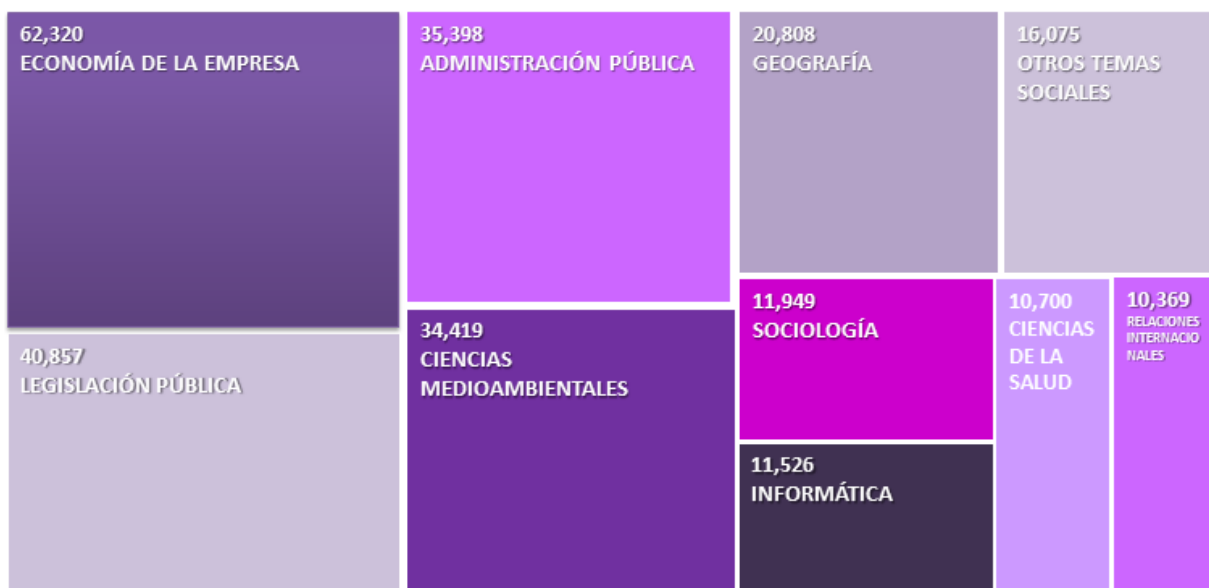 62,320
ECONOMÍA DE LA EMPRESA
40,857
LEGISLACIÓN PÚBLICA
35,398
ADMINISTRACIÓN PÚBLICA
34,419
CIENCIAS
MEDIOAMBIENTALES
20,808
GEOGRAFÍA
16,075
OTROS TEMAS
SOCIALES
11,949
SOCIOLOGÍA
11,526
INFORMÁTICA
10,700
CIENCIAS
DE LA
SALUD
10,369
RELACIONES
INTERNACIO
NALES